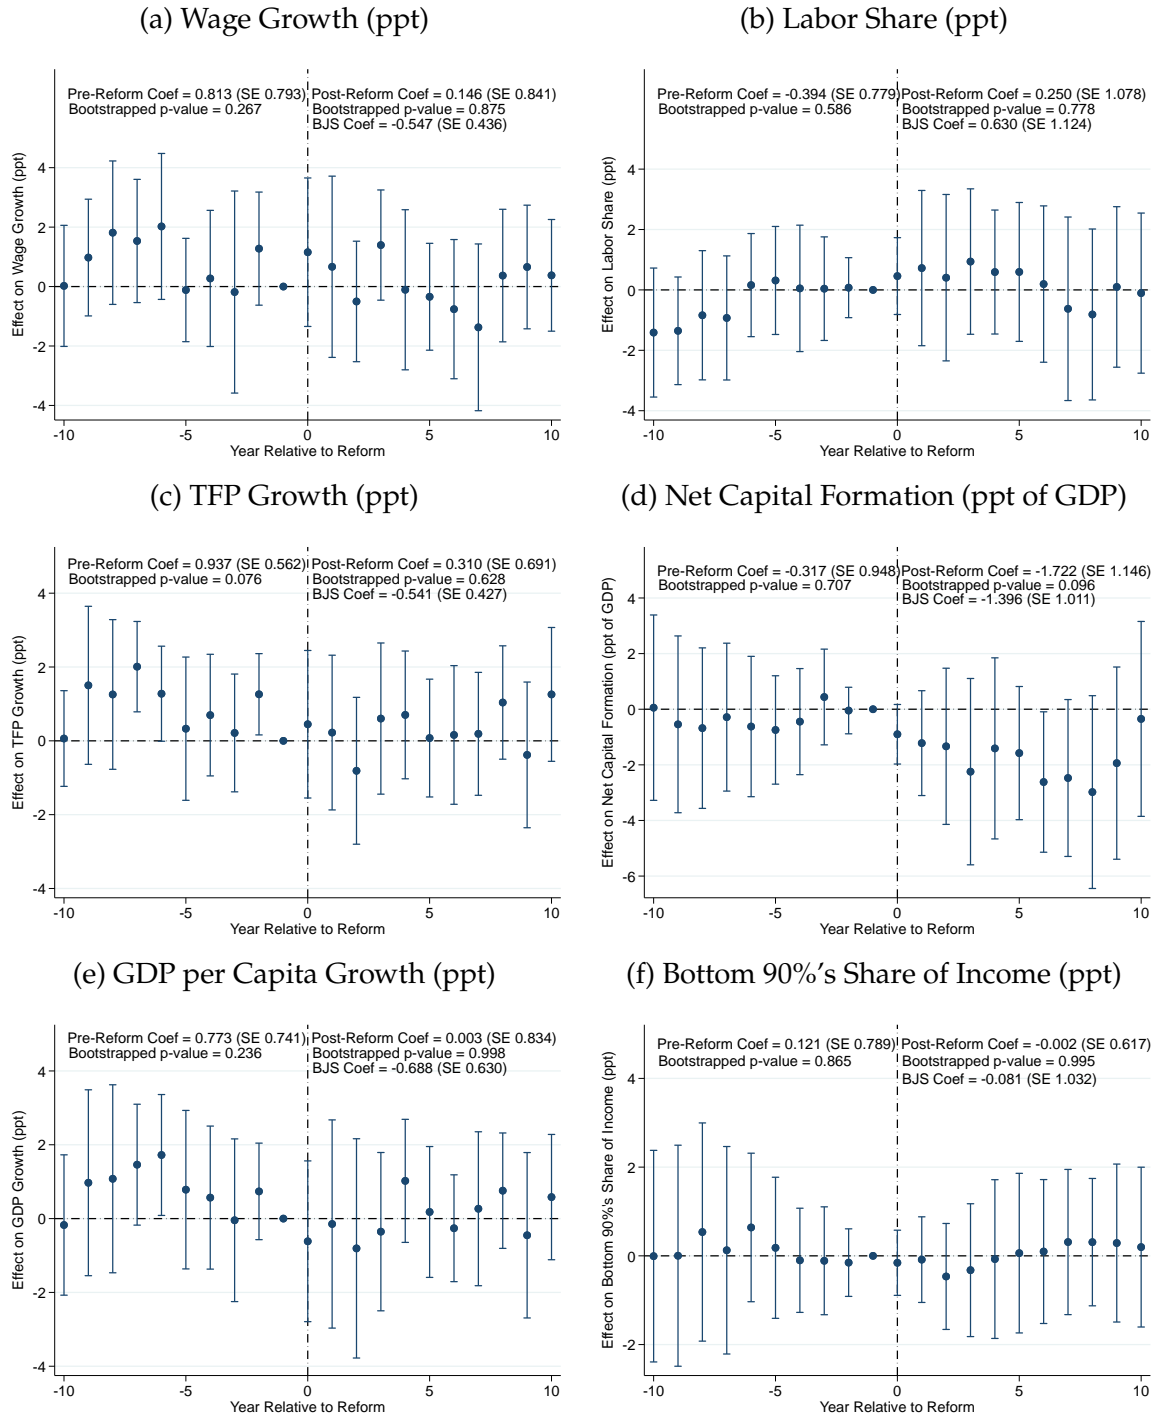 (a) Wage Growth (ppt)
Pre-Reform Coef = 0.813 (SE 0.793)
Bootstrapped p-value = 0.267
Post-Reform Coef = 0.146 (SE 0.841)
Bootstrapped p-value = 0.875
BJS Coef = -0.547 (SE 0.436)
Effect on Wage Growth (ppt)
4
2
0
-2
-4
-10
-5
0
5
10
Year Relative to Reform
(b) Labor Share (ppt)
Pre-Reform Coef = -0.394 (SE 0.779)
Bootstrapped p-value = 0.586
Post-Reform Coef = 0.250 (SE 1.078)
Bootstrapped p-value = 0.778
BJS Coef = 0.630 (SE 1.124)
Effect on Labor Share (ppt)
4
2
0
-2
-4
-10
-5
0
5
10
Year Relative to Reform
(c) TFP Growth (ppt)
Pre-Reform Coef = 0.937 (SE 0.562)
Bootstrapped p-value = 0.076
Post-Reform Coef = 0.310 (SE 0.691)
Bootstrapped p-value = 0.628
BJS Coef = -0.541 (SE 0.427)
Effect on TFP Growth (ppt)
4
2
0
-2
-4
-10
-5
0
5
10
Year Relative to Reform
(d) Net Capital Formation (ppt of GDP)
Pre-Reform Coef = -0.317 (SE 0.948)
Bootstrapped p-value = 0.707
Post-Reform Coef = -1.722 (SE 1.146)
Bootstrapped p-value = 0.096
BJS Coef = -1.396 (SE 1.011)
Effect on Net Capital Formation (ppt of GDP)
4
2
0
-2
-4
-6
-10
-5
0
5
10
Year Relative to Reform
(e) GDP per Capita Growth (ppt)
Pre-Reform Coef = 0.773 (SE 0.741)
Bootstrapped p-value = 0.236
Post-Reform Coef = 0.003 (SE 0.834)
Bootstrapped p-value = 0.998
BJS Coef = -0.688 (SE 0.630)
Effect on GDP Growth (ppt)
4
2
0
-2
-4
-10
-5
0
5
10
Year Relative to Reform
(f) Bottom 90%'s Share of Income (ppt)
Pre-Reform Coef = 0.121 (SE 0.789)
Bootstrapped p-value = 0.865
Post-Reform Coef = -0.002 (SE 0.617)
Bootstrapped p-value = 0.995
BJS Coef = -0.081 (SE 1.032)
Effect on Bottom 90%'s Share of Income (ppt)
4
2
0
-2
-10
-5
0
5
10
Year Relative to Reform